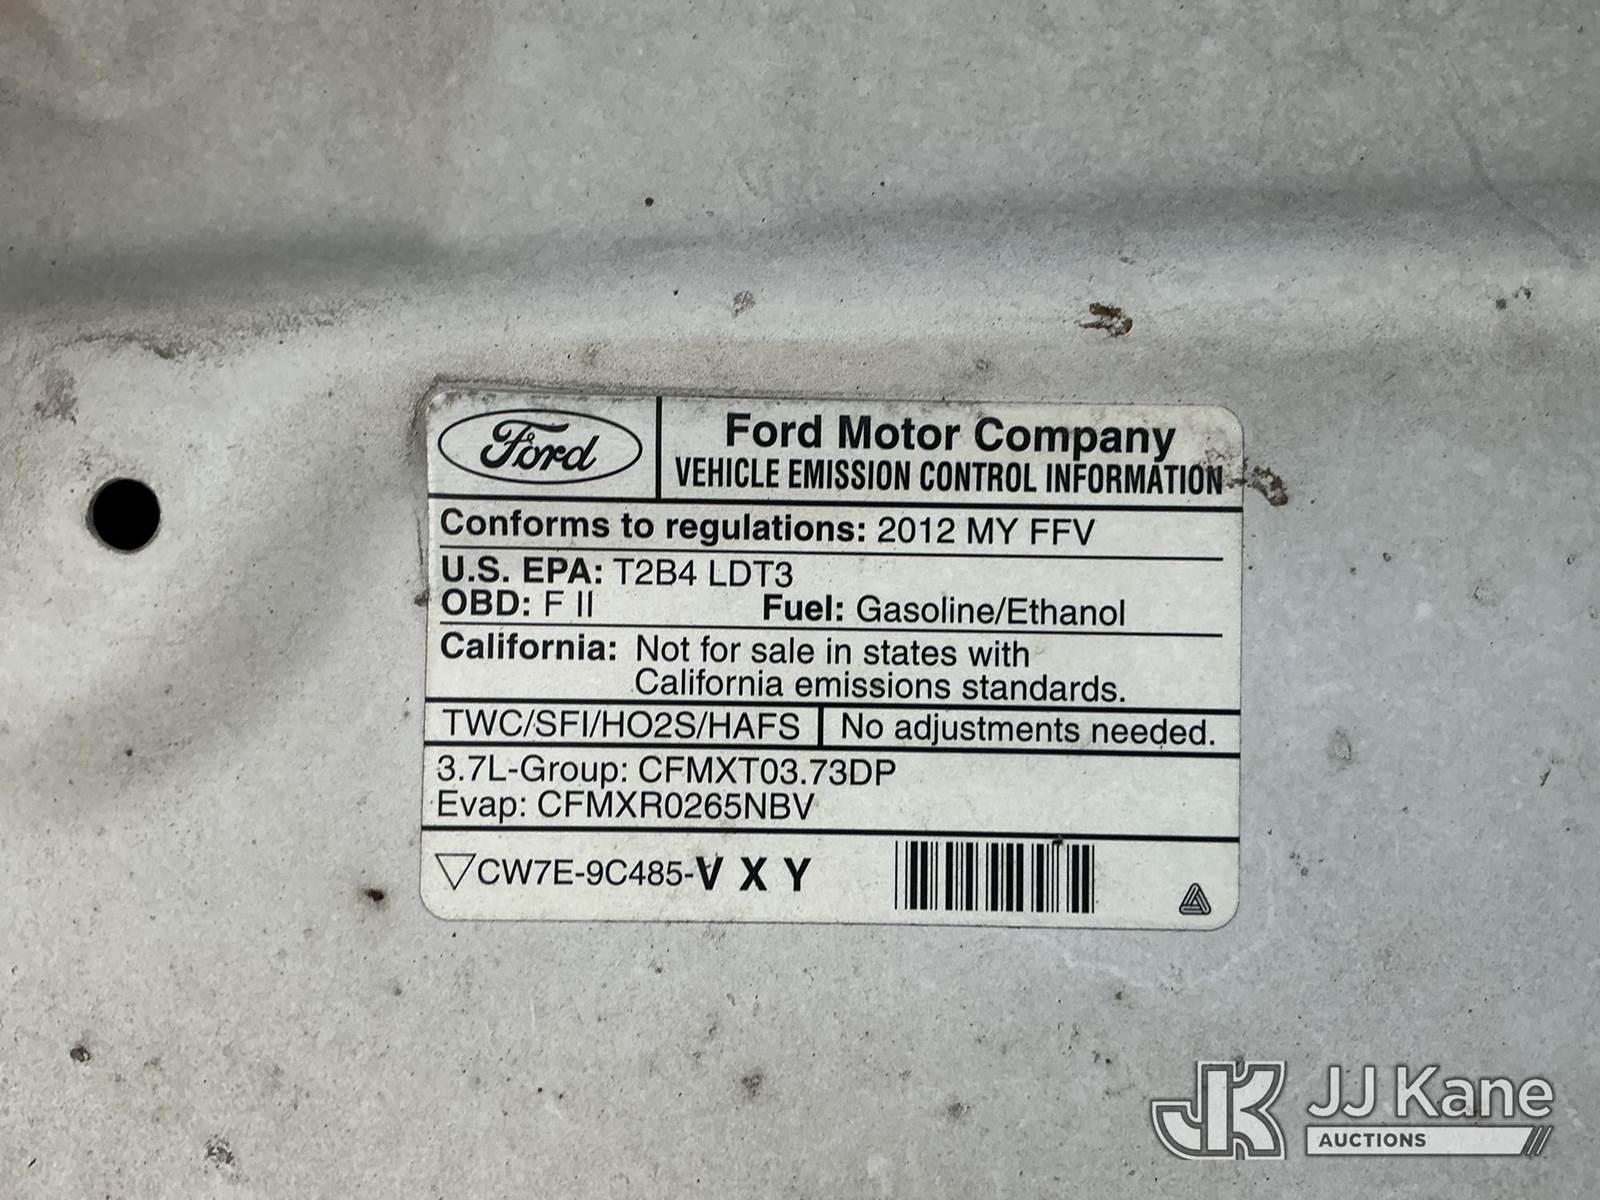 Ford
Ford Motor Company
VEHICLE EMISSION CONTROL INFORMATION
Conforms to regulations: 2012 MY FFV
U.S. EPA: T2B4 LDT3
OBD: F II Fuel: Gasoline/Ethanol
California: Not for sale in states with
California emissions standards.
TWC/SFI/HO2S/HAFS No adjustments needed.
3.7L-Group: CFMXT03.73DP
Evap: CFMXR0265NBV
CW7E-9C485-V X Y
JK JJ Kane
AUCTIONS